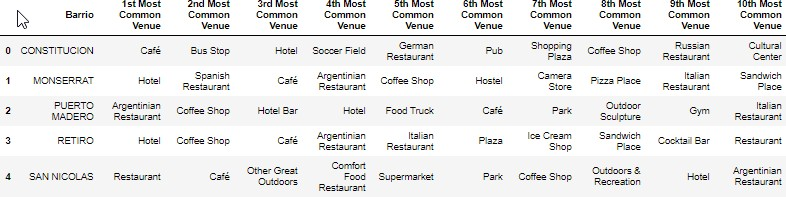 Barrio 1st Most Common Venue 2nd Most Common Venue 3rd Most Common Venue 4th Most Common Venue 5th Most Common Venue 6th Most Common Venue 7th Most Common Venue 8th Most Common Venue 9th Most Common Venue 10th Most Common Venue
0 CONSTITUCION Café Bus Stop Hotel Soccer Field German Restaurant Pub Shopping Plaza Coffee Shop Russian Restaurant Cultural Center
1 MONSERRAT Hotel Spanish Restaurant Café Argentinian Restaurant Coffee Shop Hostel Camera Store Pizza Place Italian Restaurant Sandwich Place
2 PUERTO MADERO Argentinian Restaurant Coffee Shop Hotel Bar Hotel Food Truck Café Park Outdoor Sculpture Gym Italian Restaurant
3 RETIRO Hotel Coffee Shop Café Argentinian Restaurant Italian Restaurant Plaza Ice Cream Shop Sandwich Place Cocktail Bar Restaurant
4 SAN NICOLAS Restaurant Café Other Great Outdoors Comfort Food Restaurant Supermarket Park Coffee Shop Outdoors & Recreation Hotel Argentinian Restaurant